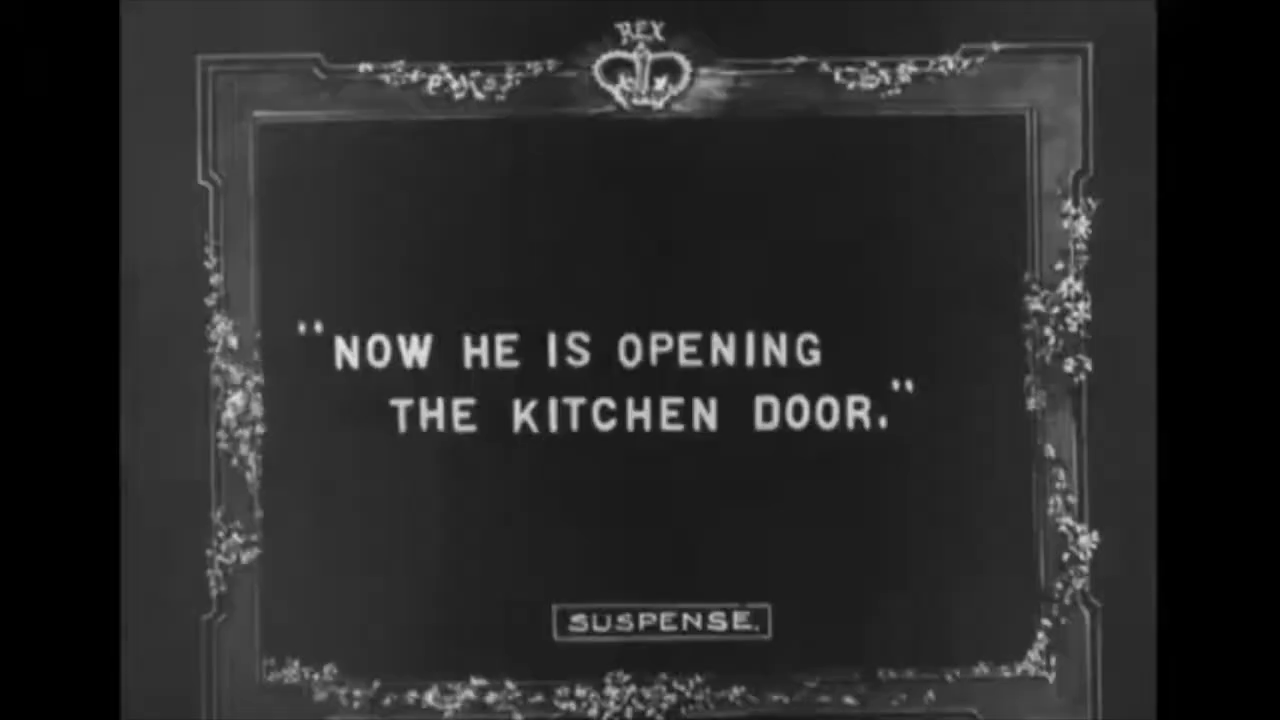 REX
"NOW HE IS OPENING
THE KITCHEN DOOR."
SUSPENSE.